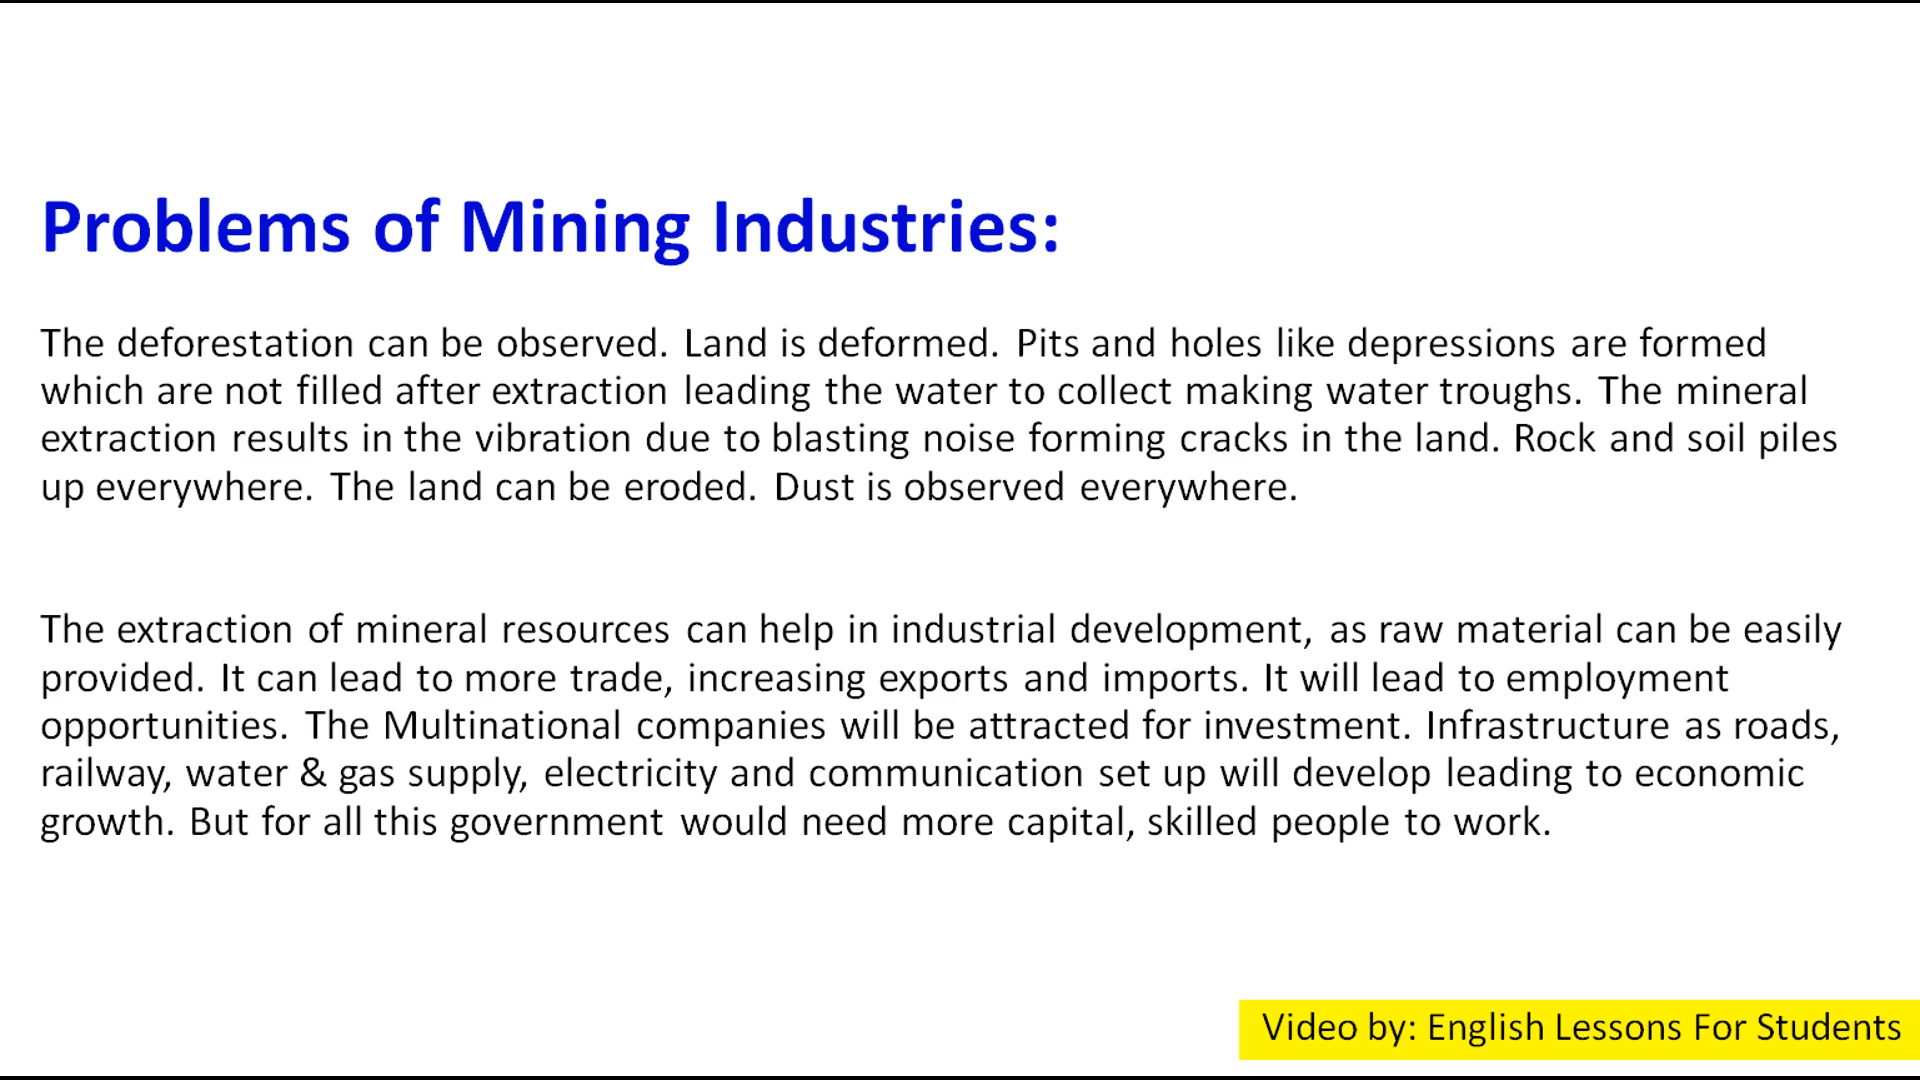 Problems of Mining Industries:
The deforestation can be observed. Land is deformed. Pits and holes like depressions are formed
which are not filled after extraction leading the water to collect making water troughs. The mineral
extraction results in the vibration due to blasting noise forming cracks in the land. Rock and soil piles
up everywhere. The land can be eroded. Dust is observed everywhere.
The extraction of mineral resources can help in industrial development, as raw material can be easily
provided. It can lead to more trade, increasing exports and imports. It will lead to employment
opportunities. The Multinational companies will be attracted for investment. Infrastructure as roads,
railway, water & gas supply, electricity and communication set up will develop leading to economic
growth. But for all this government would need more capital, skilled people to work.
Video by: English Lessons For Students